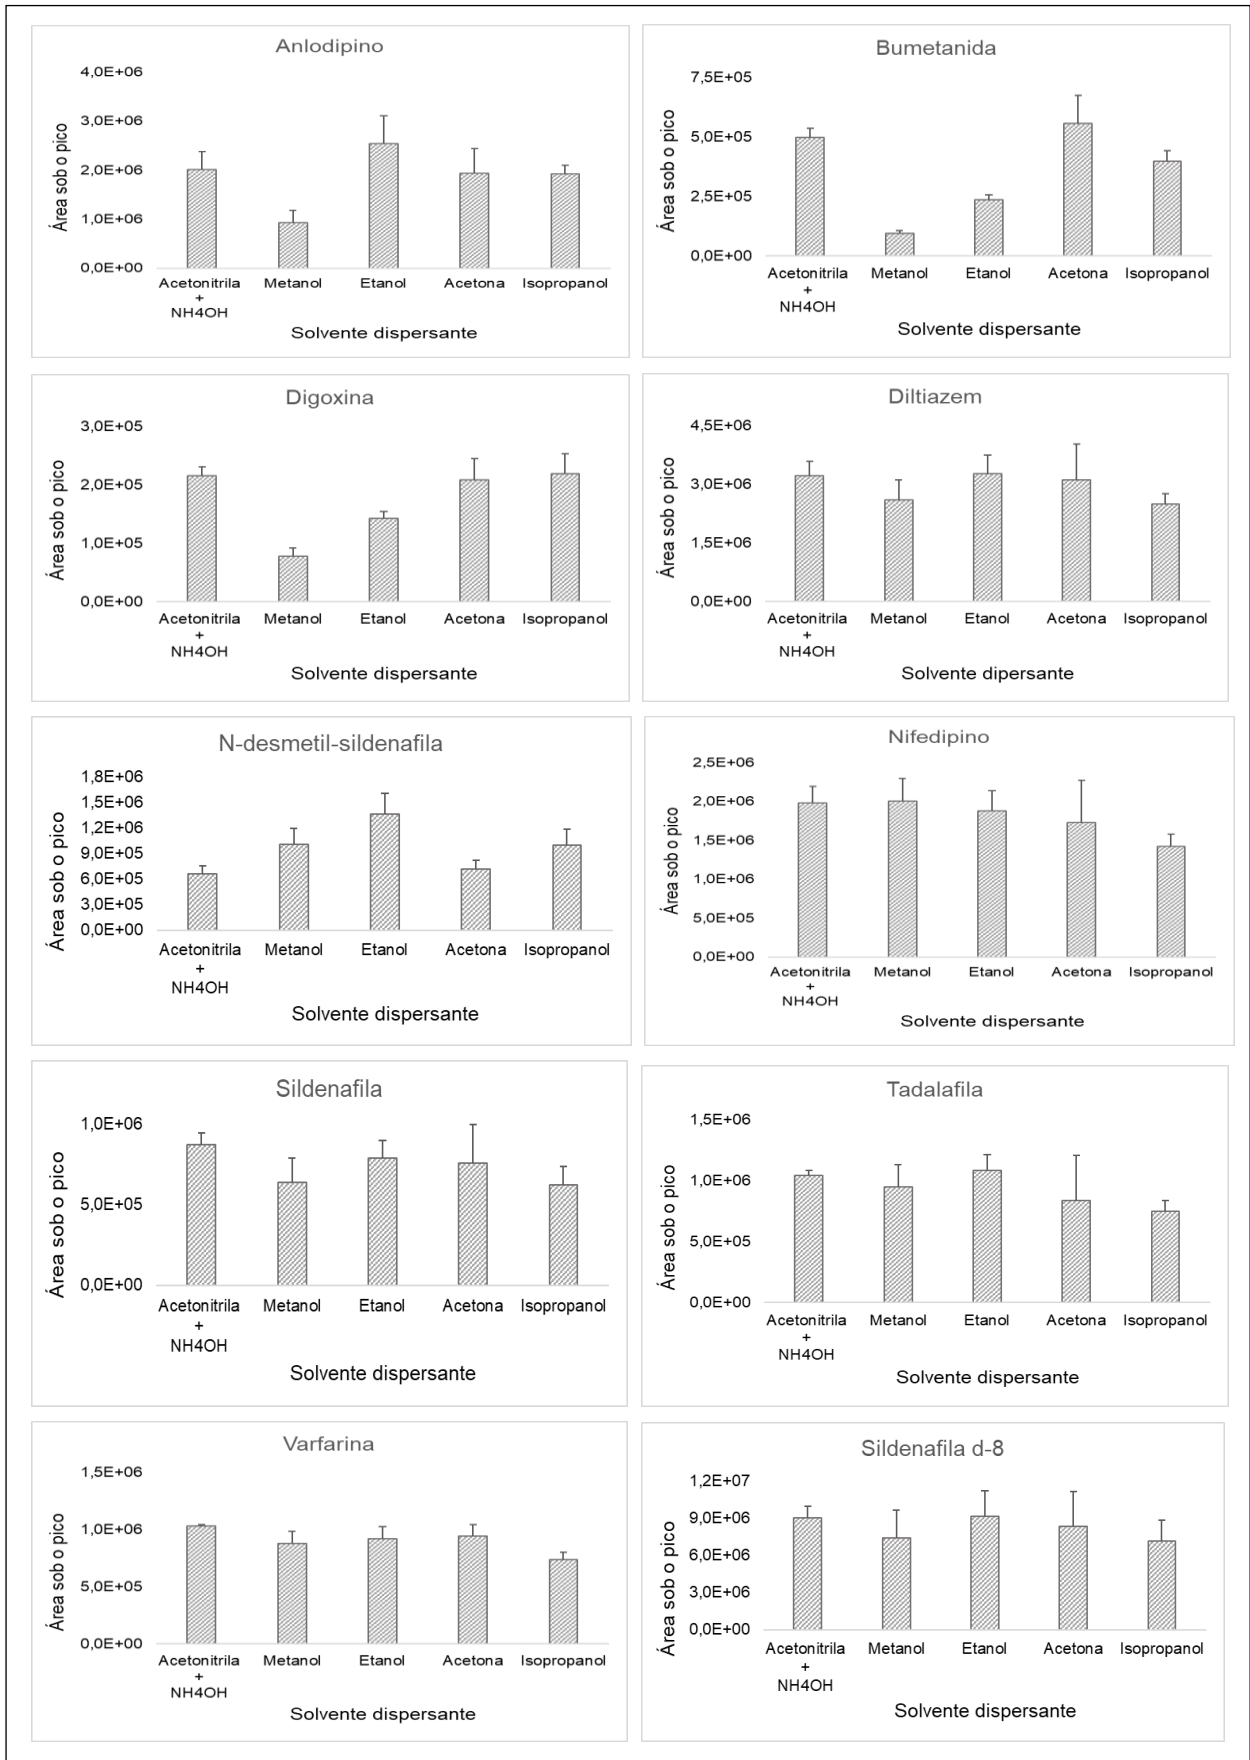 Anlodipino
Área sob o pico
4,0E+06
3,0E+06
2,0E+06
1,0E+06
0,0E+00
Acetonitrila + NH4OH
Metanol
Etanol
Acetona
Isopropanol
Solvente dispersante
Bumetanida
Área sob o pico
7,5E+05
5,0E+05
2,5E+05
0,0E+00
Acetonitrila + NH4OH
Metanol
Etanol
Acetona
Isopropanol
Solvente dispersante
Digoxina
Área sob o pico
3,0E+05
2,0E+05
1,0E+05
0,0E+00
Acetonitrila + NH4OH
Metanol
Etanol
Acetona
Isopropanol
Solvente dispersante
Diltiazem
Área sob o pico
4,5E+06
3,0E+06
1,5E+06
0,0E+00
Acetonitrila + NH4OH
Metanol
Etanol
Acetona
Isopropanol
Solvente dipersante
N-desmetil-sildenafila
Área sob o pico
1,8E+06
1,5E+06
1,2E+06
9,0E+05
6,0E+05
3,0E+05
0,0E+00
Acetonitrila + NH4OH
Metanol
Etanol
Acetona
Isopropanol
Solvente dispersante
Nifedipino
Área sob o pico
2,5E+06
2,0E+06
1,5E+06
1,0E+06
5,0E+05
0,0E+00
Acetonitrila + NH4OH
Metanol
Etanol
Acetona
Isopropanol
Solvente dispersante
Sildenafila
Área sob o pico
1,0E+06
5,0E+05
0,0E+00
Acetonitrila + NH4OH
Metanol
Etanol
Acetona
Isopropanol
Solvente dispersante
Tadalafila
Área sob o pico
1,5E+06
1,0E+06
5,0E+05
0,0E+00
Acetonitrila + NH4OH
Metanol
Etanol
Acetona
Isopropanol
Solvente dispersante
Varfarina
Área sob o pico
1,5E+06
1,0E+06
5,0E+05
0,0E+00
Acetonitrila + NH4OH
Metanol
Etanol
Acetona
Isopropanol
Solvente dispersante
Sildenafila d-8
Área sob o pico
1,2E+07
9,0E+06
6,0E+06
3,0E+06
0,0E+00
Acetonitrila + NH4OH
Metanol
Etanol
Acetona
Isopropanol
Solvente dispersante